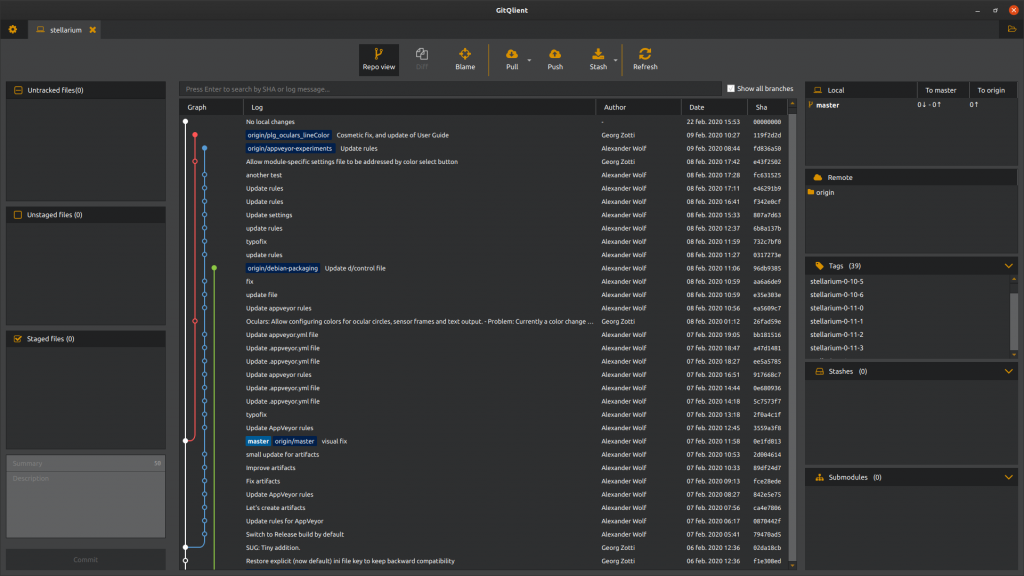 GitQlient
stellarium
Repo view
Diff
Blame
Pull
Push
Stash
Refresh
Untracked files(0)
Unstaged files (0)
Staged files (0)
Summary 50
Description
Commit
Press Enter to search by SHA or log message...
Show all branches
Graph Log Author Date Sha
No local changes - 22 feb. 2020 15:53 00000000
origin/plg_oculars_lineColor Cosmetic fix, and update of User Guide Georg Zotti 09 feb. 2020 10:27 119f2d2d
origin/appveyor-experiments Update rules Alexander Wolf 09 feb. 2020 08:44 fd836a50
Allow module-specific settings file to be addressed by color select button Georg Zotti 08 feb. 2020 17:42 e43f2502
another test Alexander Wolf 08 feb. 2020 17:28 fc631525
Update rules Alexander Wolf 08 feb. 2020 17:11 e46291b9
Update rules Alexander Wolf 08 feb. 2020 16:41 f342e0cf
Update settings Alexander Wolf 08 feb. 2020 15:33 807a7d63
update rules Alexander Wolf 08 feb. 2020 12:37 6b8a137b
typofix Alexander Wolf 08 feb. 2020 11:59 732c7bf0
update rules Alexander Wolf 08 feb. 2020 11:27 0317273e
origin/debian-packaging Update d/control file Alexander Wolf 08 feb. 2020 11:06 96db9385
fix Alexander Wolf 08 feb. 2020 10:59 aa6a6de9
update file Alexander Wolf 08 feb. 2020 10:59 e35e303e
Update appveyor rules Alexander Wolf 08 feb. 2020 10:56 ea5609c7
Oculars: Allow configuring colors for ocular circles, sensor frames and text output. - Problem: Currently a color change ... Georg Zotti 08 feb. 2020 01:12 26fad59e
Update appveyor.yml file Alexander Wolf 07 feb. 2020 19:05 bb181516
Update .appveyor.yml file Alexander Wolf 07 feb. 2020 18:47 a47d1481
Update .appveyor.yml file Alexander Wolf 07 feb. 2020 18:27 ee5a5785
Update appveyor rules Alexander Wolf 07 feb. 2020 16:51 917668c7
Update .appveyor.yml file Alexander Wolf 07 feb. 2020 14:44 0e680936
Update .appveyor.yml file Alexander Wolf 07 feb. 2020 14:18 5c7573f7
typofix Alexander Wolf 07 feb. 2020 13:18 2f0a4c1f
Update AppVeyor rules Alexander Wolf 07 feb. 2020 12:45 3559a3f8
master origin/master visual fix Alexander Wolf 07 feb. 2020 11:58 0e1fd813
small update for artifacts Alexander Wolf 07 feb. 2020 10:53 2d004614
Improve artifacts Alexander Wolf 07 feb. 2020 10:33 89df24d7
Fix artifacts Alexander Wolf 07 feb. 2020 09:13 fce28ede
Update AppVeyor rules Alexander Wolf 07 feb. 2020 08:27 842e5e75
Let's create artifacts Alexander Wolf 07 feb. 2020 07:56 ca4e7806
Update rules for AppVeyor Alexander Wolf 07 feb. 2020 06:17 0870442f
Switch to Release build by default Alexander Wolf 07 feb. 2020 05:41 79470ad5
SUG: Tiny addition. Georg Zotti 06 feb. 2020 12:36 02da18cb
Restore explicit (now default) ini file key to keep backward compatibility Georg Zotti 06 feb. 2020 12:36 f1e308ed
Local To master To origin
master 0↓ - 0↑ 0↑
Remote
origin
Tags (39)
stellarium-0-10-5
stellarium-0-10-6
stellarium-0-11-0
stellarium-0-11-1
stellarium-0-11-2
stellarium-0-11-3
Stashes (0)
Submodules (0)